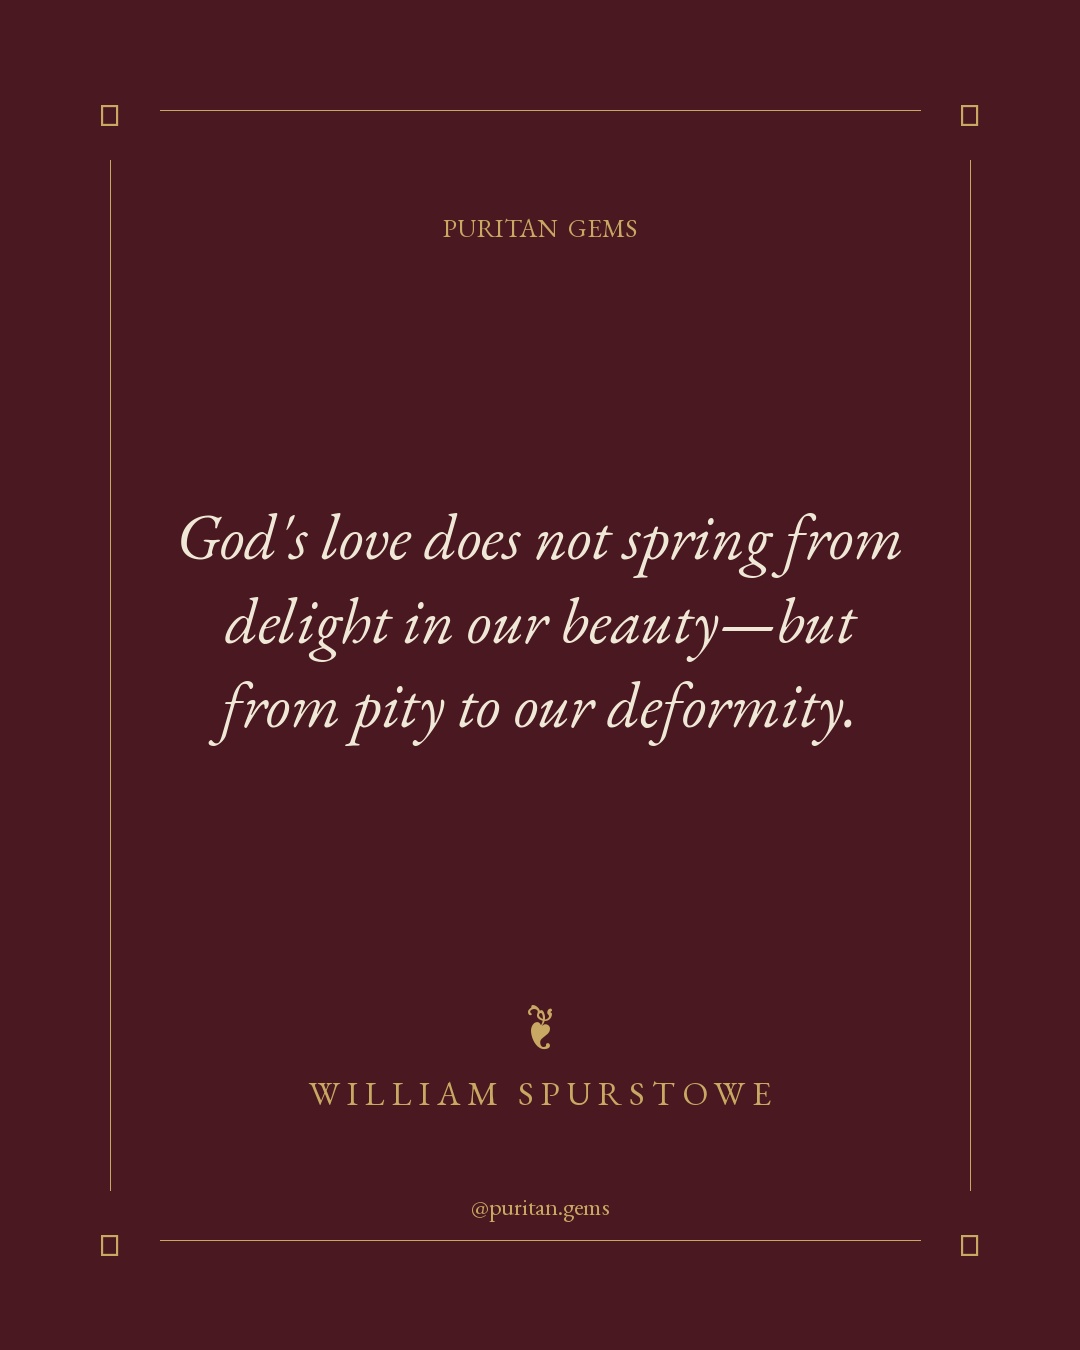 PURITAN GEMS
God's love does not spring from
delight in our beauty—but
from pity to our deformity.
❦
WILLIAM SPURSTOWE
@puritan.gems